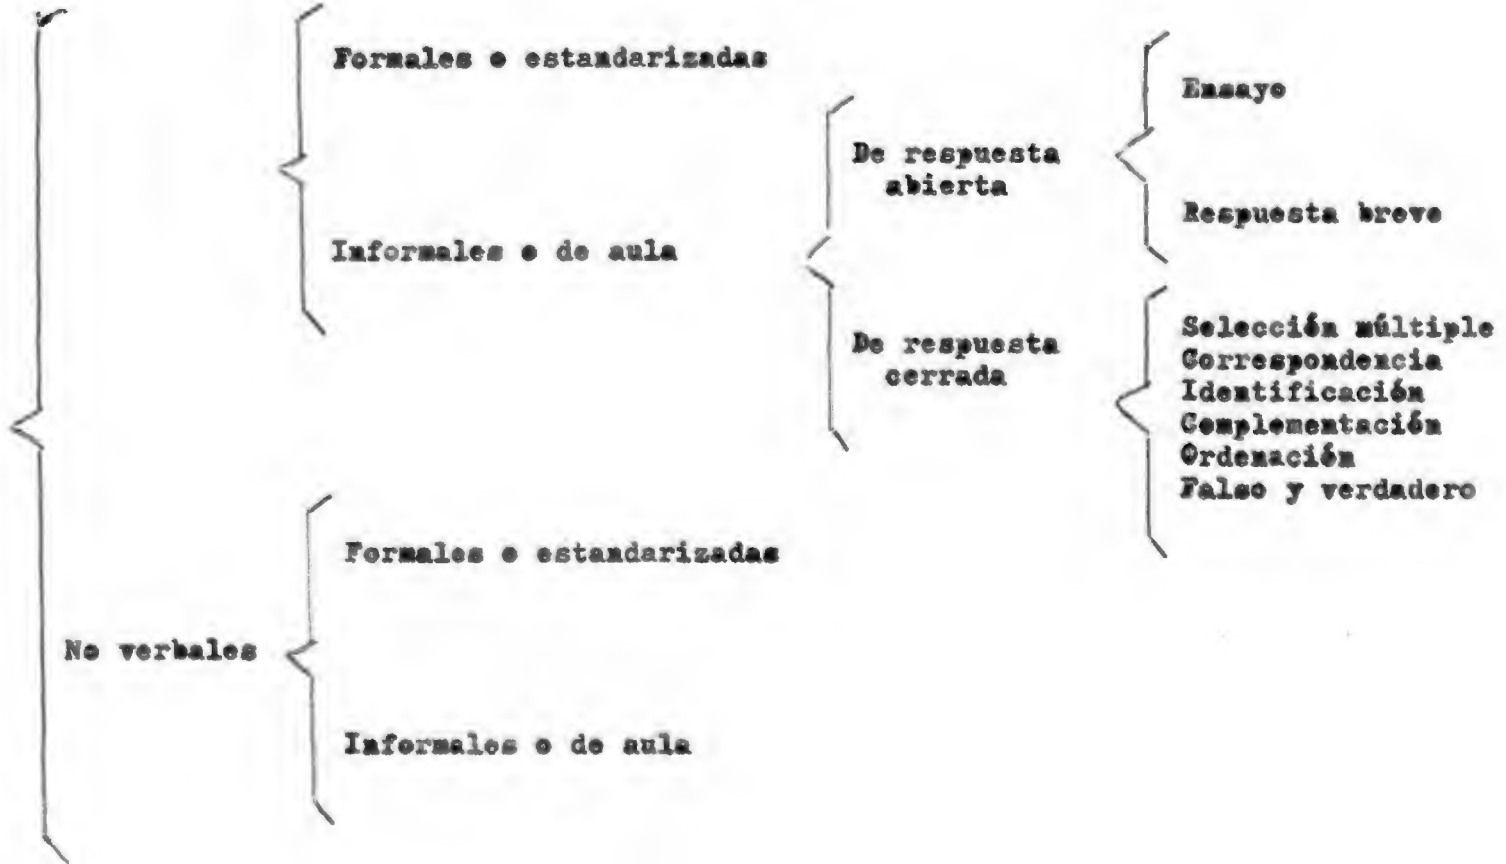 Formales o estandarizadas
Informales o de aula
De respuesta
abierta
Ensayo
Respuesta breve
De respuesta
cerrada
Selección múltiple
Correspondencia
Identificación
Complementación
Ordenación
Falso y verdadero
No verbales
Formales o estandarizadas
Informales o de aula